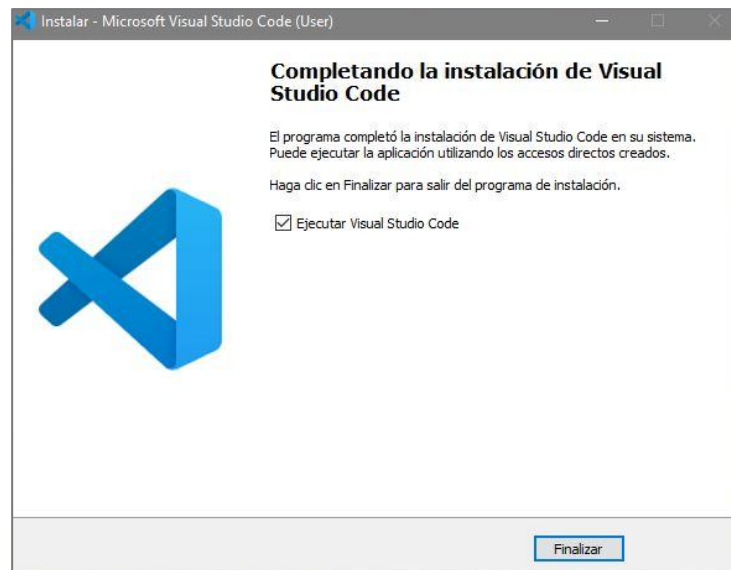 Instalar - Microsoft Visual Studio Code (User)
Completando la instalación de Visual
Studio Code
El programa completó la instalación de Visual Studio Code en su sistema.
Puede ejecutar la aplicación utilizando los accesos directos creados.
Haga clic en Finalizar para salir del programa de instalación.
Ejecutar Visual Studio Code
Finalizar